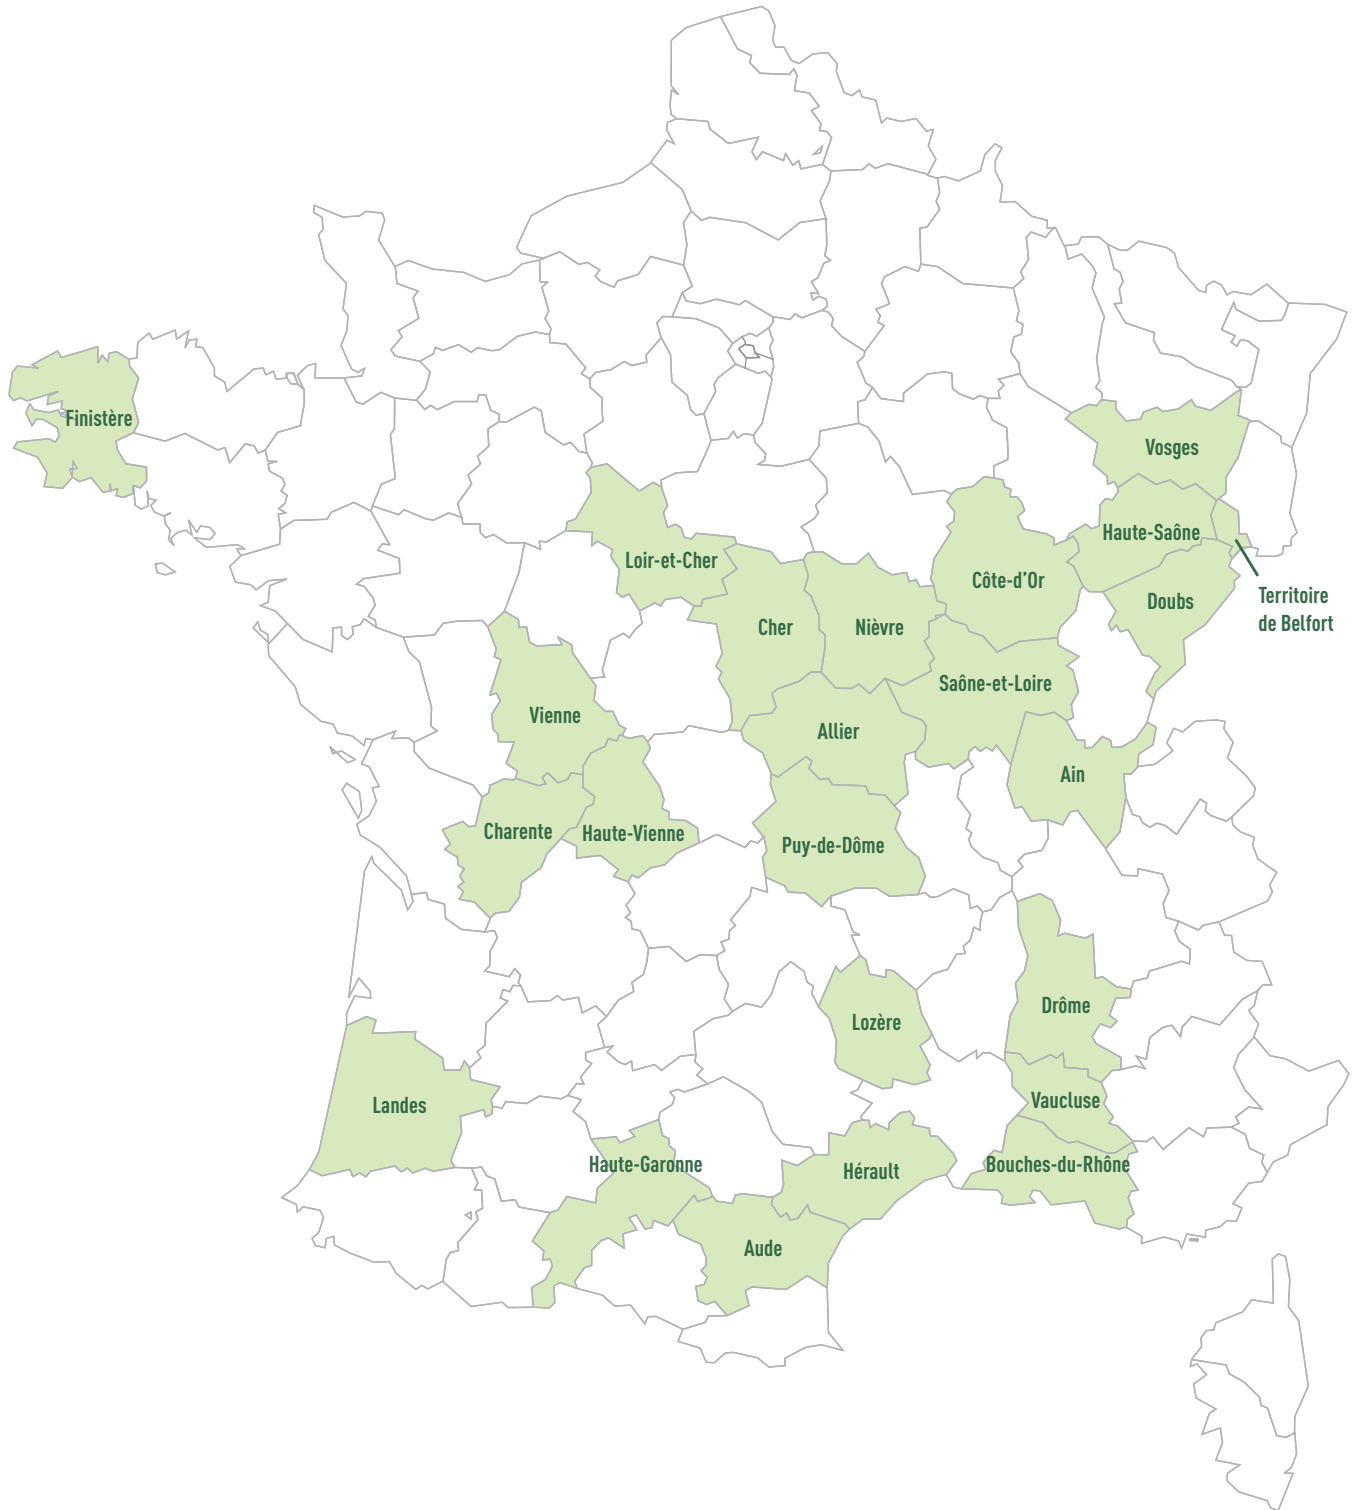 Finistère
Vosges
Haute-Saône
Loir-et-Cher
Côte-d'Or
Territoire
de Belfort
Doubs
Cher
Nièvre
Saône-et-Loire
Vienne
Allier
Ain
Charente
Haute-Vienne
Puy-de-Dôme
Drôme
Lozère
Landes
Vaucluse
Haute-Garonne
Hérault
Bouches-du-Rhône
Aude